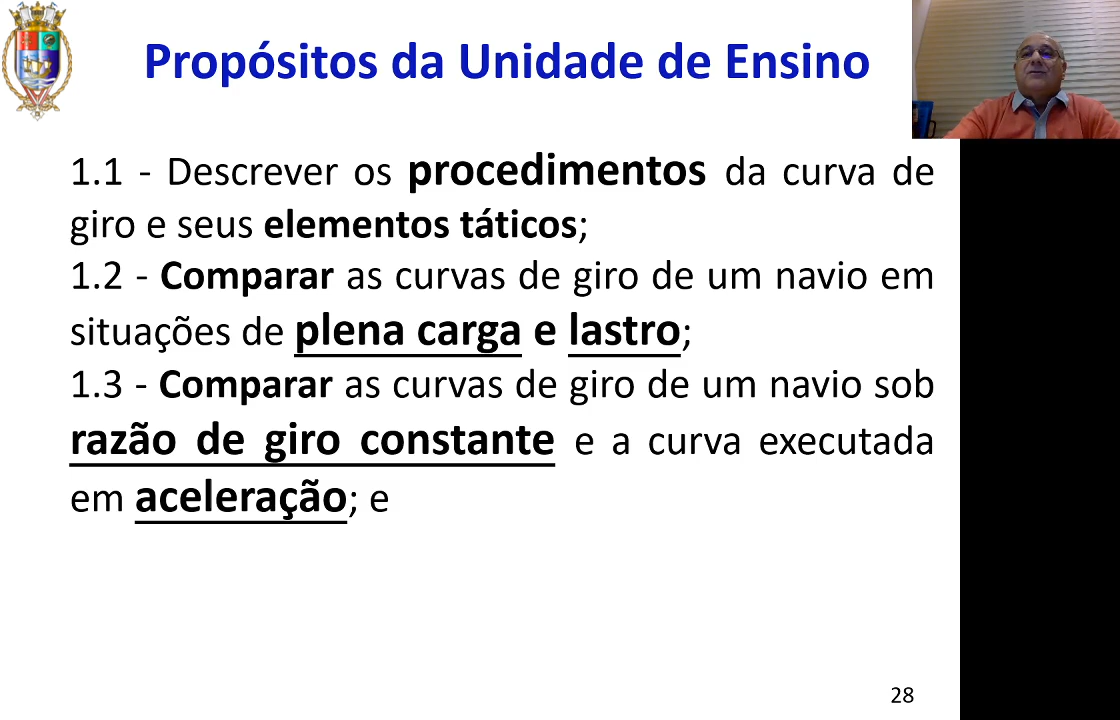 Propósitos da Unidade de Ensino
1.1 - Descrever os procedimentos da curva de
giro e seus elementos táticos;
1.2 - Comparar as curvas de giro de um navio em
situações de plena carga e lastro;
1.3 - Comparar as curvas de giro de um navio sob
razão de giro constante e a curva executada
em aceleração; e
28